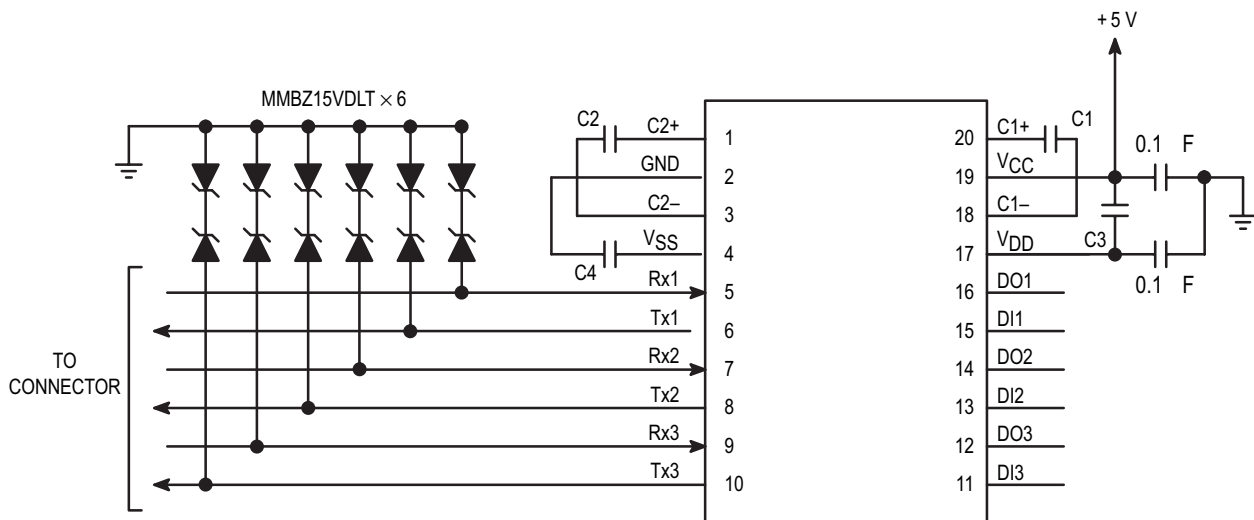 +5 V
MMBZ15VDLT × 6
C2
C2+
1
GND
2
C2–
3
VSS
4
C4
Rx1
5
Tx1
6
Rx2
7
Tx2
8
Rx3
9
Tx3
10
TO
CONNECTOR
20
C1+
C1
19
VCC
0.1 F
18
C1–
17
VDD
C3
0.1 F
16
DO1
15
DI1
14
DO2
13
DI2
12
DO3
11
DI3